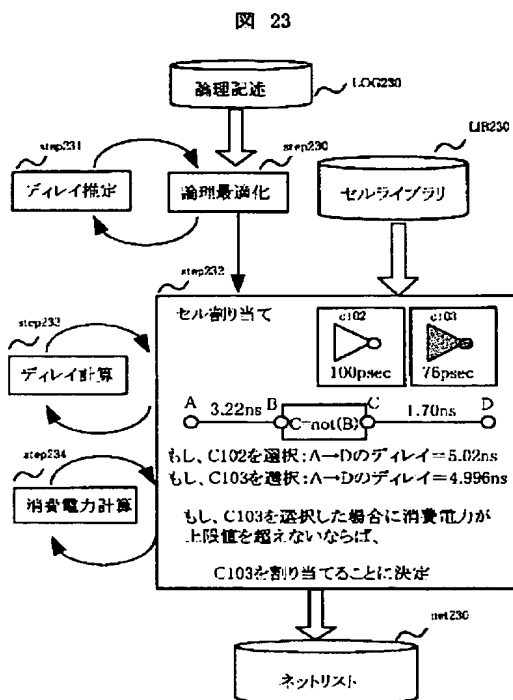 図 23
論理記述
LOG230
step231
step230
LIB230
ディレイ推定
論理最適化
セルライブラリ
step232
セル割り当て
c102
100psec
c103
76psec
step233
ディレイ計算
A
3.22ns
B
C=not(B)
C
1.70ns
D
もし、C102を選択:A→Dのディレイ=5.02ns
もし、C103を選択:A→Dのディレイ=4.996ns
step234
消費電力計算
もし、C103を選択した場合に消費電力が
上限値を超えないならば、
C103を割り当てることに決定
net230
ネットリスト